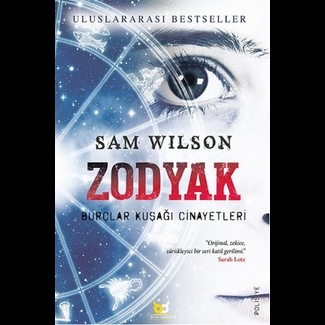 ULUSLARARASI BESTSELLER
SAM WILSON
ZODYAK
BURÇLAR KUŞAĞI CİNAYETLERİ
"Orijinal, zekice,
sürükleyici bir seri katil gerilimi."
Sarah Lotz
POLİSİYE